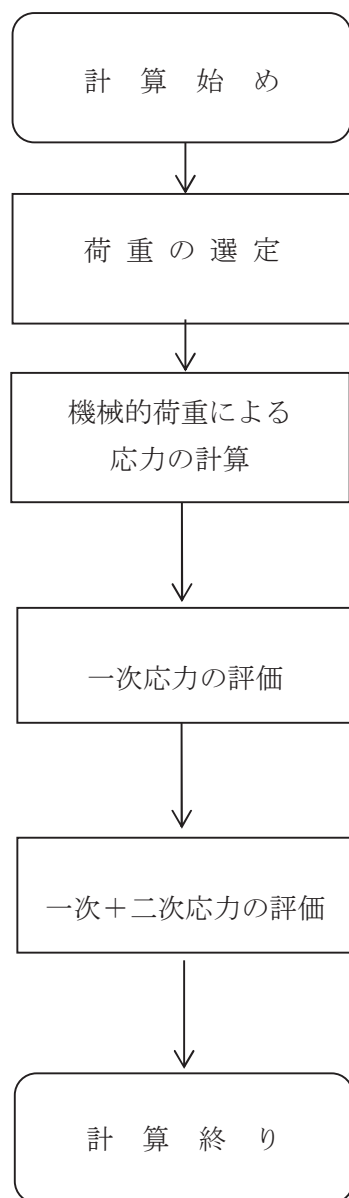 計算始め
荷重の選定
機械的荷重による
応力の計算
一次応力の評価
一次＋二次応力の評価
計算終り